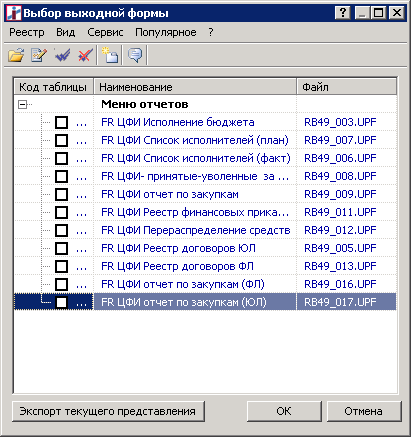 Выбор выходной формы
Реестр Вид Сервис Популярное ?
Код таблицы Наименование Файл
Меню отчетов
... FR ЦФИ Исполнение бюджета RB49_003.UPF
... FR ЦФИ Список исполнителей (план) RB49_007.UPF
... FR ЦФИ Список исполнителей (факт) RB49_006.UPF
... FR ЦФИ- принятые-уволенные за ... RB49_008.UPF
... FR ЦФИ отчет по закупкам RB49_009.UPF
... FR ЦФИ Реестр финансовых прика... RB49_011.UPF
... FR ЦФИ Перераспределение средств RB49_012.UPF
... FR ЦФИ Реестр договоров ЮЛ RB49_005.UPF
... FR ЦФИ Реестр договоров ФЛ RB49_013.UPF
... FR ЦФИ отчет по закупкам (ФЛ) RB49_016.UPF
... FR ЦФИ отчет по закупкам (ЮЛ) RB49_017.UPF
Экспорт текущего представления OK Отмена